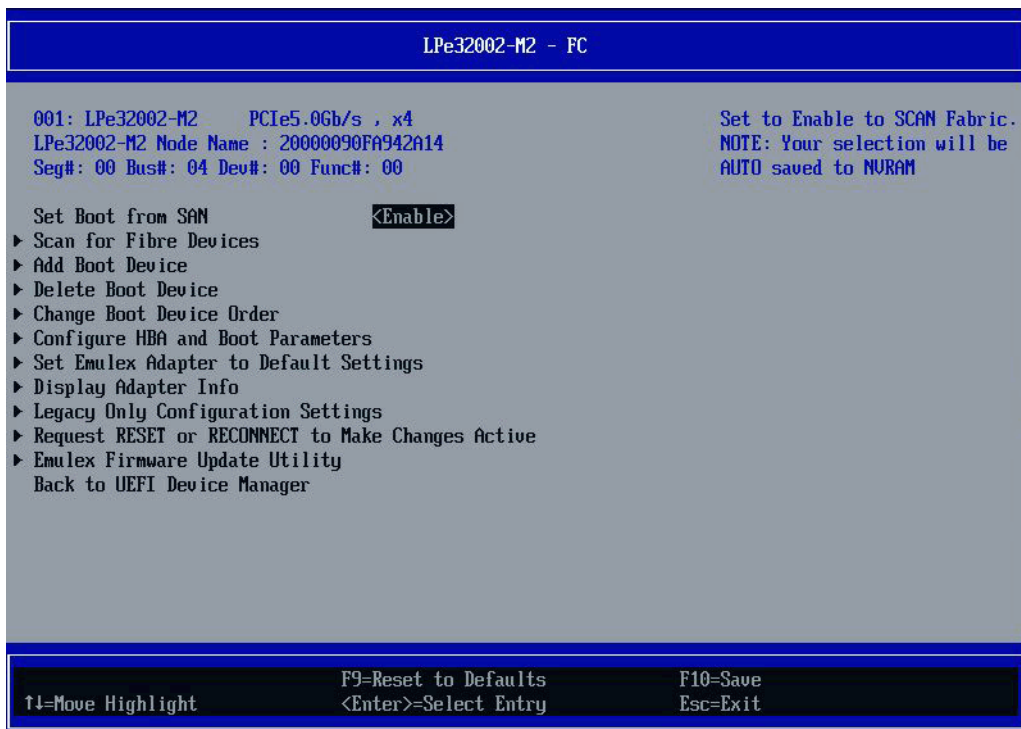 LPe32002-M2 - FC
001: LPe32002-M2 PCIe5.0Gb/s , x4
LPe32002-M2 Node Name : 20000090FA942A14
Seg#: 00 Bus#: 04 Dev#: 00 Func#: 00
Set to Enable to SCAN Fabric.
NOTE: Your selection will be
AUTO saved to NVRAM
Set Boot from SAN <Enable>
▶ Scan for Fibre Devices
▶ Add Boot Device
▶ Delete Boot Device
▶ Change Boot Device Order
▶ Configure HBA and Boot Parameters
▶ Set Emulex Adapter to Default Settings
▶ Display Adapter Info
▶ Legacy Only Configuration Settings
▶ Request RESET or RECONNECT to Make Changes Active
▶ Emulex Firmware Update Utility
Back to UEFI Device Manager
F9=Reset to Defaults F10=Save
↑↓=Move Highlight <Enter>=Select Entry Esc=Exit